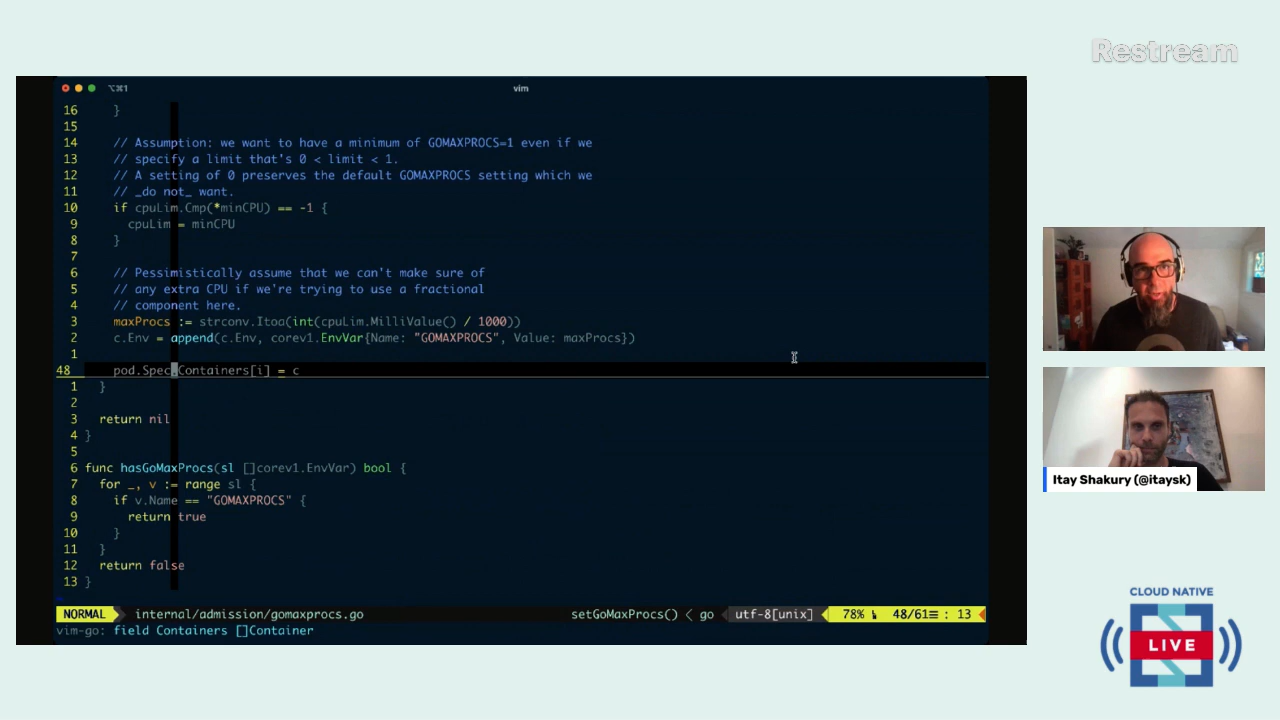 Restream
⌥⌘1
vim
16 }
15
14 // Assumption: we want to have a minimum of GOMAXPROCS=1 even if we
13 // specify a limit that's 0 < limit < 1.
12 // A setting of 0 preserves the default GOMAXPROCS setting which we
11 // _do not_ want.
10 if cpuLim.Cmp(*minCPU) == -1 {
9 cpuLim = minCPU
8 }
7
6 // Pessimistically assume that we can't make sure of
5 // any extra CPU if we're trying to use a fractional
4 // component here.
3 maxProcs := strconv.Itoa(int(cpuLim.MilliValue() / 1000))
2 c.Env = append(c.Env, corev1.EnvVar{Name: "GOMAXPROCS", Value: maxProcs})
1
48 pod.Spec.Containers[i] = c
1 }
2
3 return nil
4 }
5
6 func hasGoMaxProcs(sl []corev1.EnvVar) bool {
7 for _, v := range sl {
8 if v.Name == "GOMAXPROCS" {
9 return true
10 }
11 }
12 return false
13 }
~
NORMAL internal/admission/gomaxprocs.go setGoMaxProcs() < go utf-8[unix] 78% 48/61≡ : 13
vim-go: field Containers []Container
Itay Shakury (@itaysk)
CLOUD NATIVE
LIVE